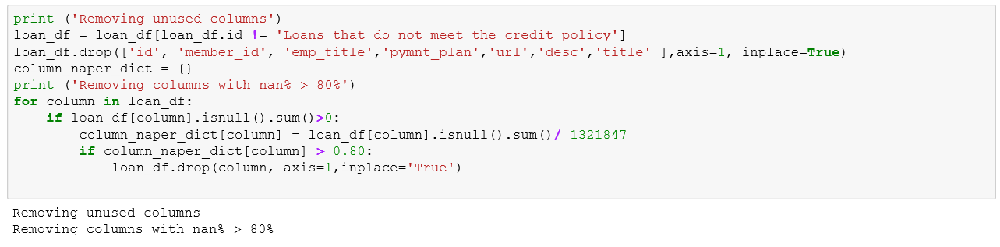 print ('Removing unused columns')
loan_df = loan_df[loan_df.id != 'Loans that do not meet the credit policy']
loan_df.drop(['id', 'member_id', 'emp_title','pymnt_plan','url','desc','title' ],axis=1, inplace=True)
column_naper_dict = {}
print ('Removing columns with nan% > 80%')
for column in loan_df:
    if loan_df[column].isnull().sum()>0:
        column_naper_dict[column] = loan_df[column].isnull().sum()/ 1321847
        if column_naper_dict[column] > 0.80:
            loan_df.drop(column, axis=1,inplace='True')
Removing unused columns
Removing columns with nan% > 80%